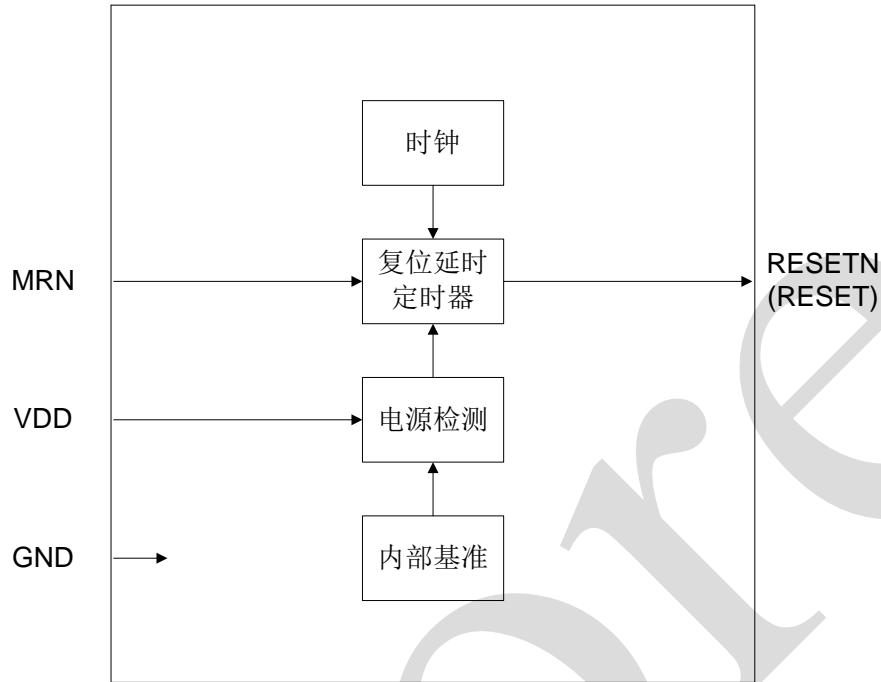 时钟
MRN
复位延时
定时器
RESETN
(RESET)
VDD
电源检测
GND
内部基准